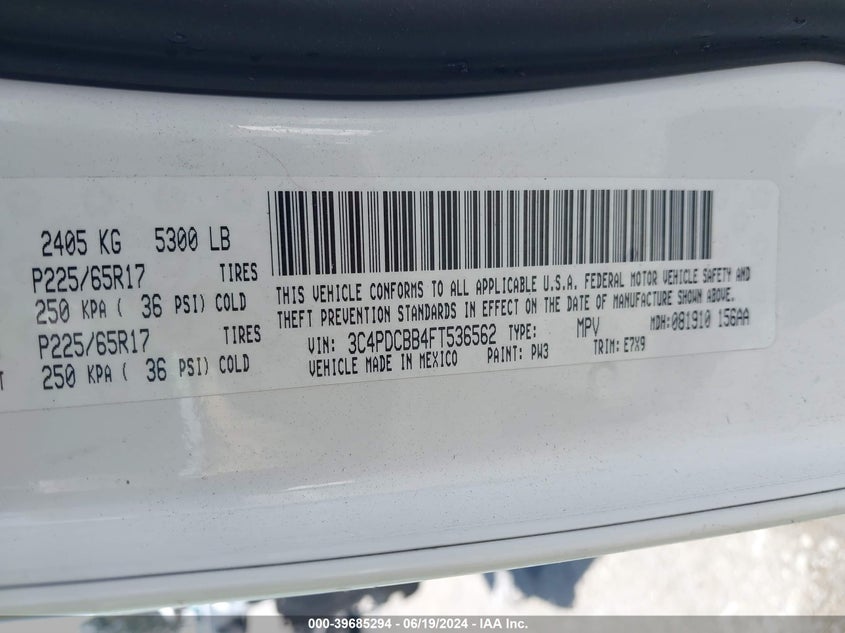 2405 KG 5300 LB
P225/65R17 TIRES
250 KPA ( 36 PSI) COLD
P225/65R17 TIRES
250 KPA ( 36 PSI) COLD
THIS VEHICLE CONFORMS TO ALL APPLICABLE U.S.A. FEDERAL MOTOR VEHICLE SAFETY AND
THEFT PREVENTION STANDARDS IN EFFECT ON THE DATE OF MANUFACTURE SHOWN ABOVE.
VIN: 3C4PDCBB4FT536562 TYPE: MPV MDH:081910 156AA
VEHICLE MADE IN MEXICO PAINT: PW3 TRIM: E7X9
000-39685294 - 06/19/2024 - IAA Inc.